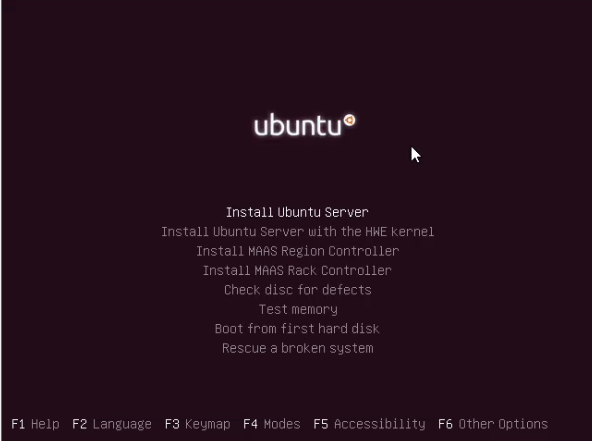 ubuntu
Install Ubuntu Server
Install Ubuntu Server with the HWE kernel
Install MAAS Region Controller
Install MAAS Rack Controller
Check disc for defects
Test memory
Boot from first hard disk
Rescue a broken system
F1 Help F2 Language F3 Keymap F4 Modes F5 Accessibility F6 Other Options